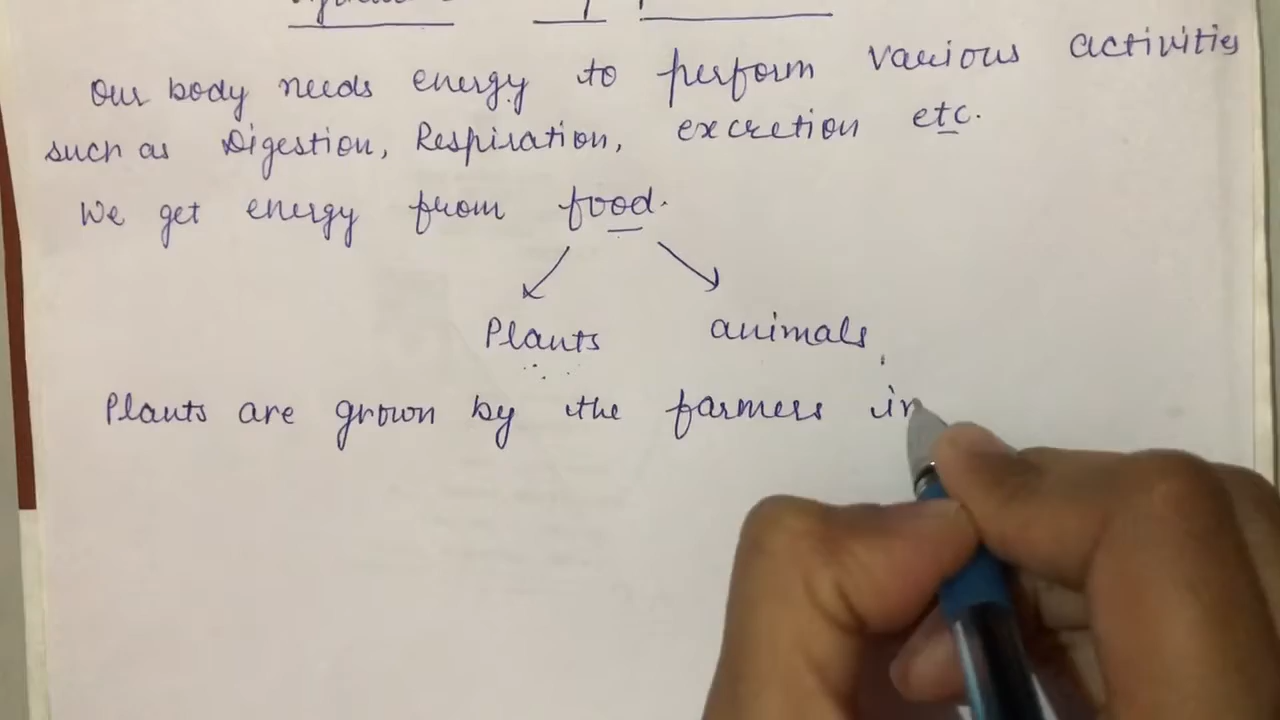 Our body needs energy to perform various activities
such as Digestion, Respiration, excretion etc.
We get energy from food.
Plants animals
Plants are grown by the farmers in